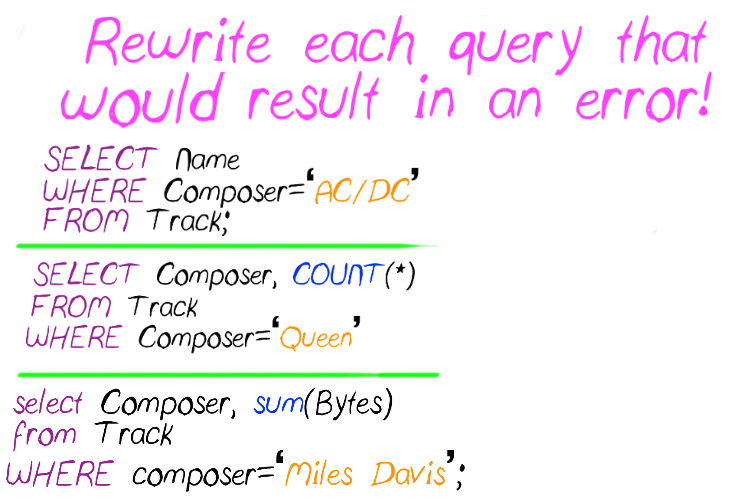 Rewrite each query that
would result in an error!
SELECT Name
WHERE Composer='AC/DC'
FROM Track;
SELECT Composer, COUNT(*)
FROM Track
WHERE Composer='Queen'
select Composer, sum(Bytes)
from Track
WHERE composer='Miles Davis';